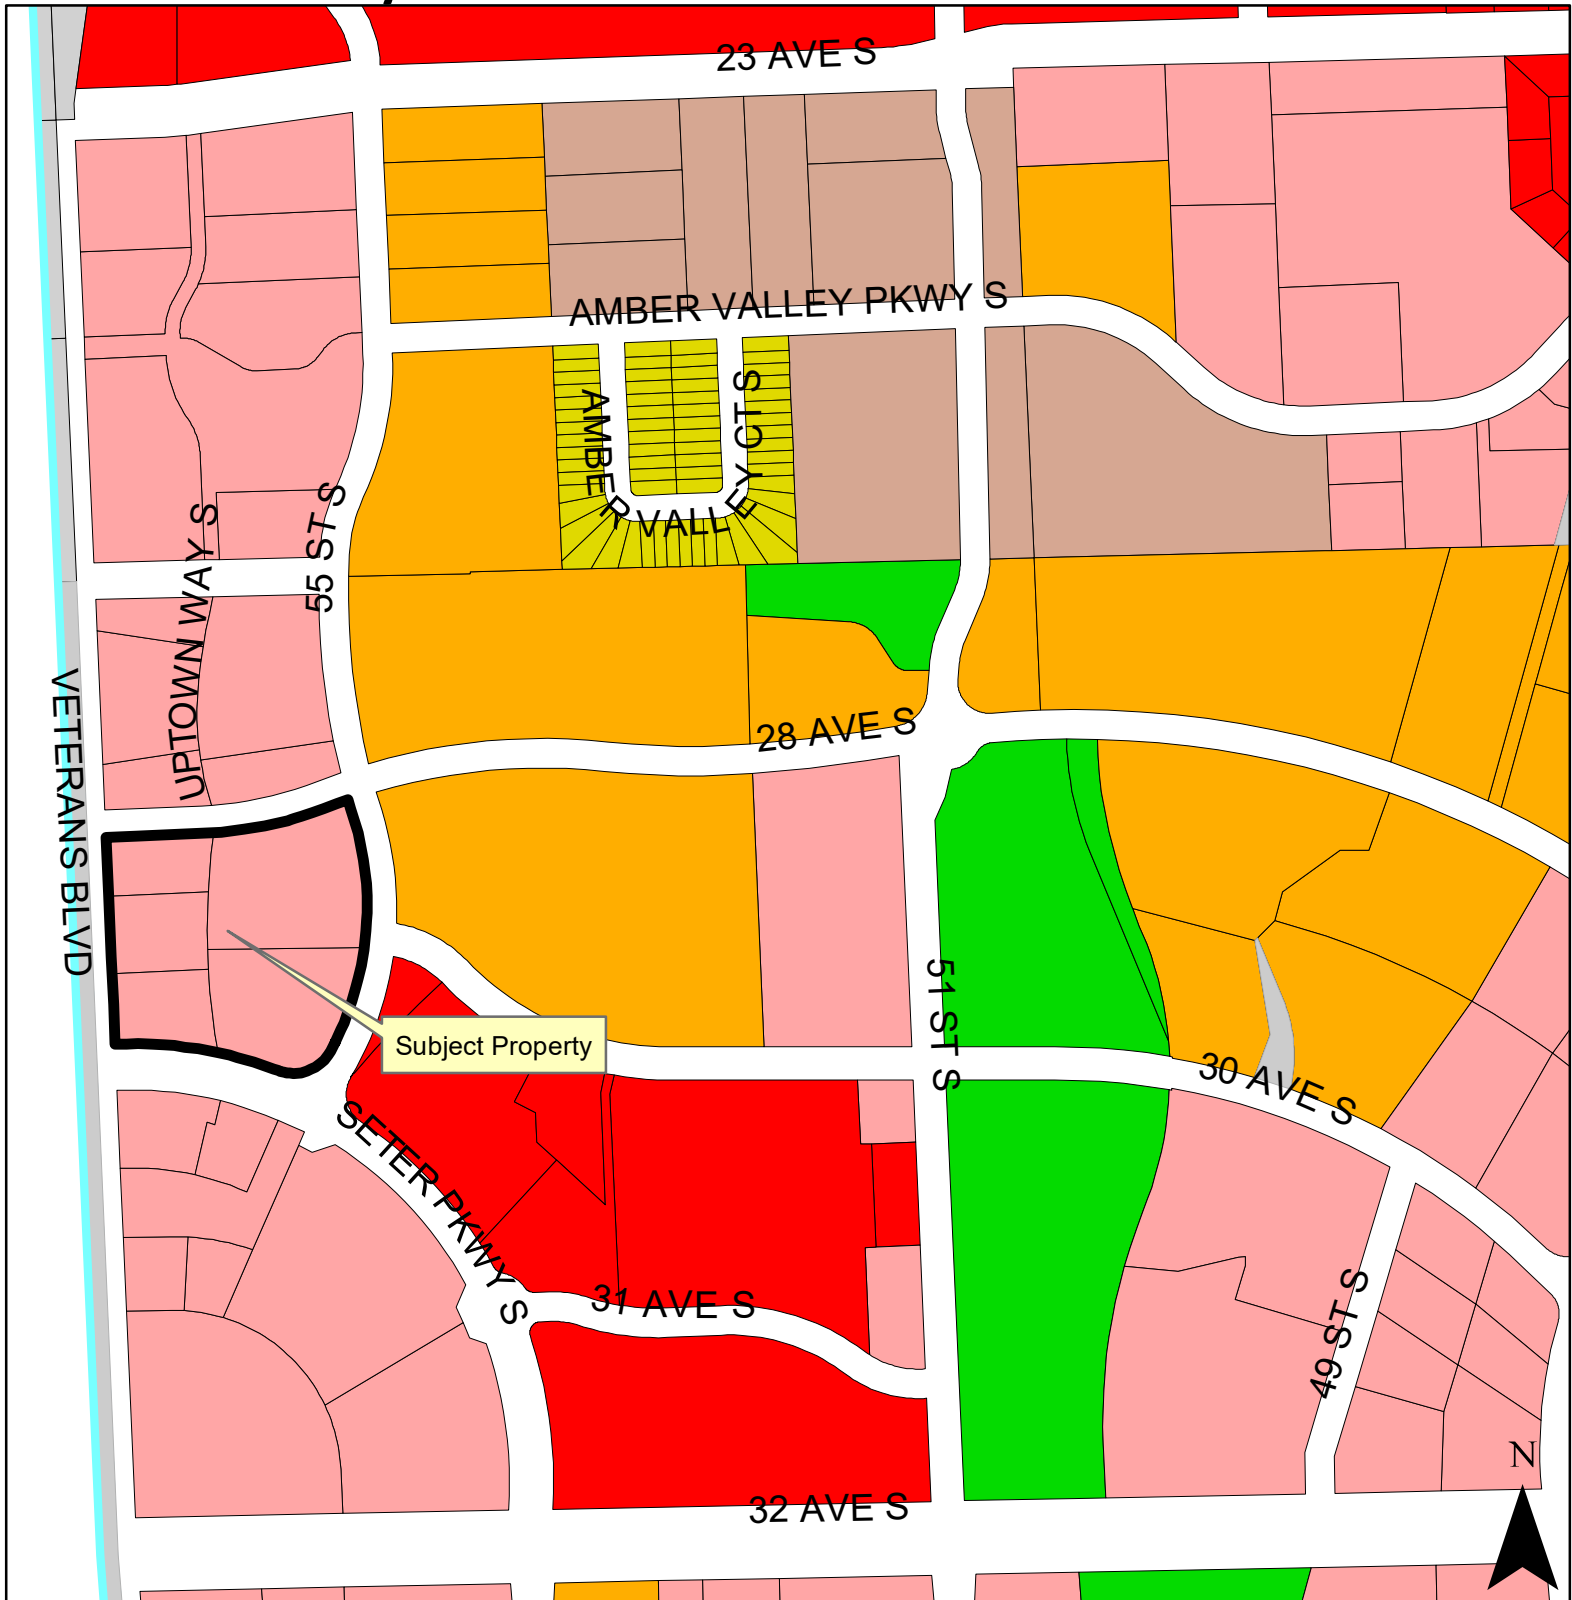 23 AVE S
AMBER VALLEY PKWY S
AMBER VALLEY CT S
55 ST S
UPTOWN WAY S
VETERANS BLVD
28 AVE S
51 ST S
Subject Property
30 AVE S
SETER PKWY S
31 AVE S
49 ST S
N
32 AVE S